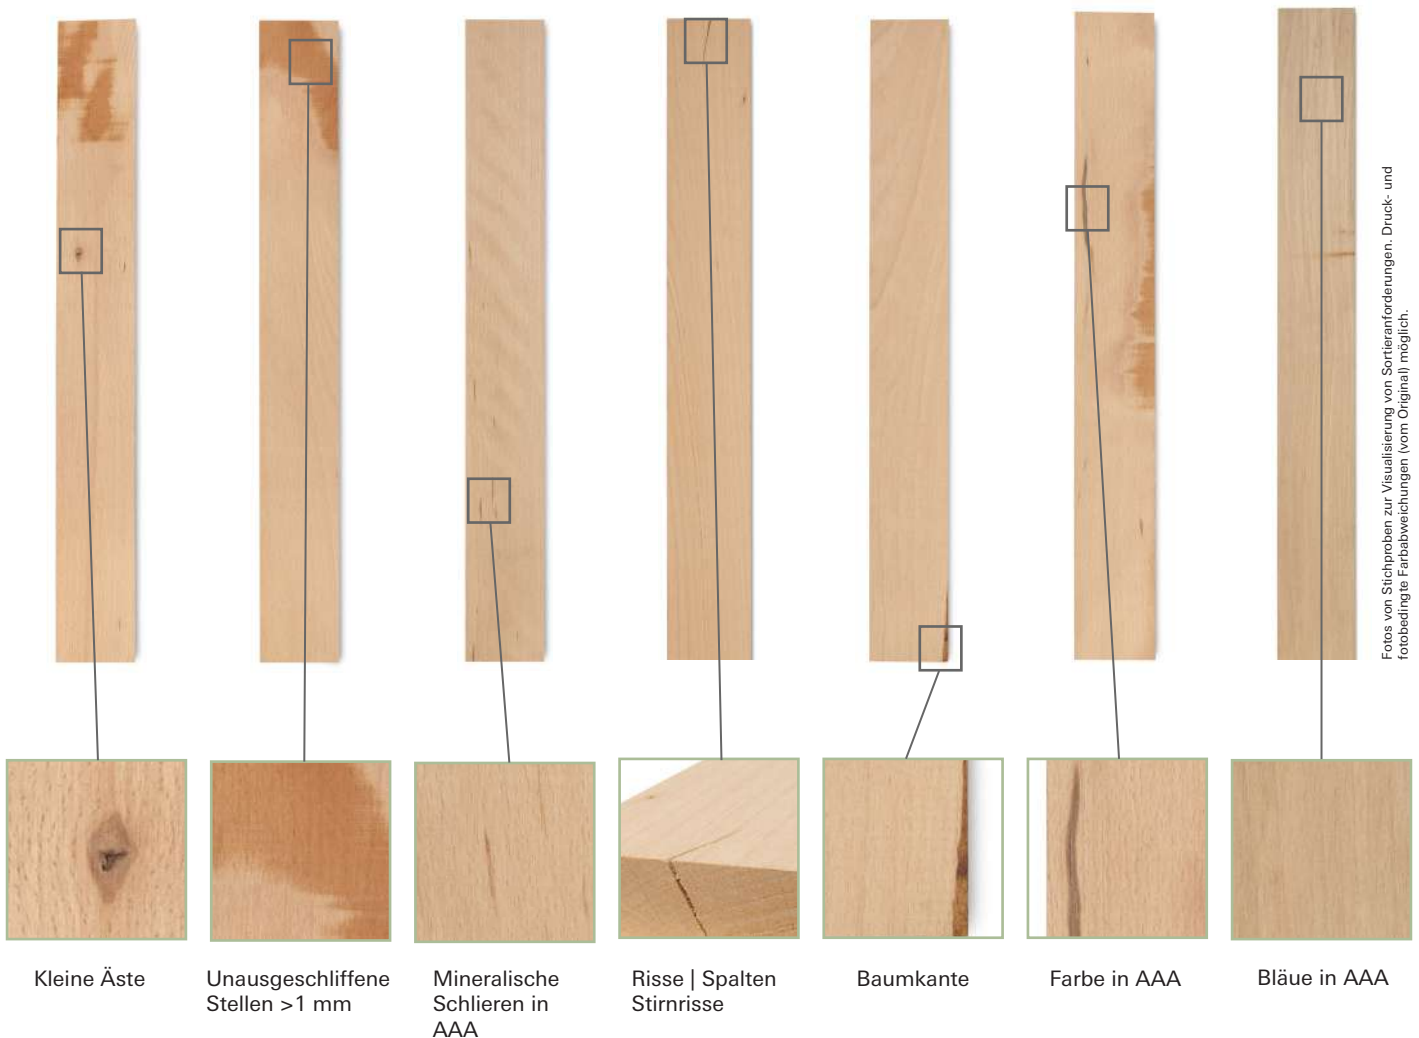 Fotos von Stichproben zur Visualisierung von Sortieranforderungen. Druck- und
fotobedingte Farbabweichungen (vom Original) möglich.
Kleine Äste
Unausgeschliffene
Stellen >1 mm
Mineralische
Schlieren in
AAA
Risse | Spalten
Stirnrisse
Baumkante
Farbe in AAA
Bläue in AAA